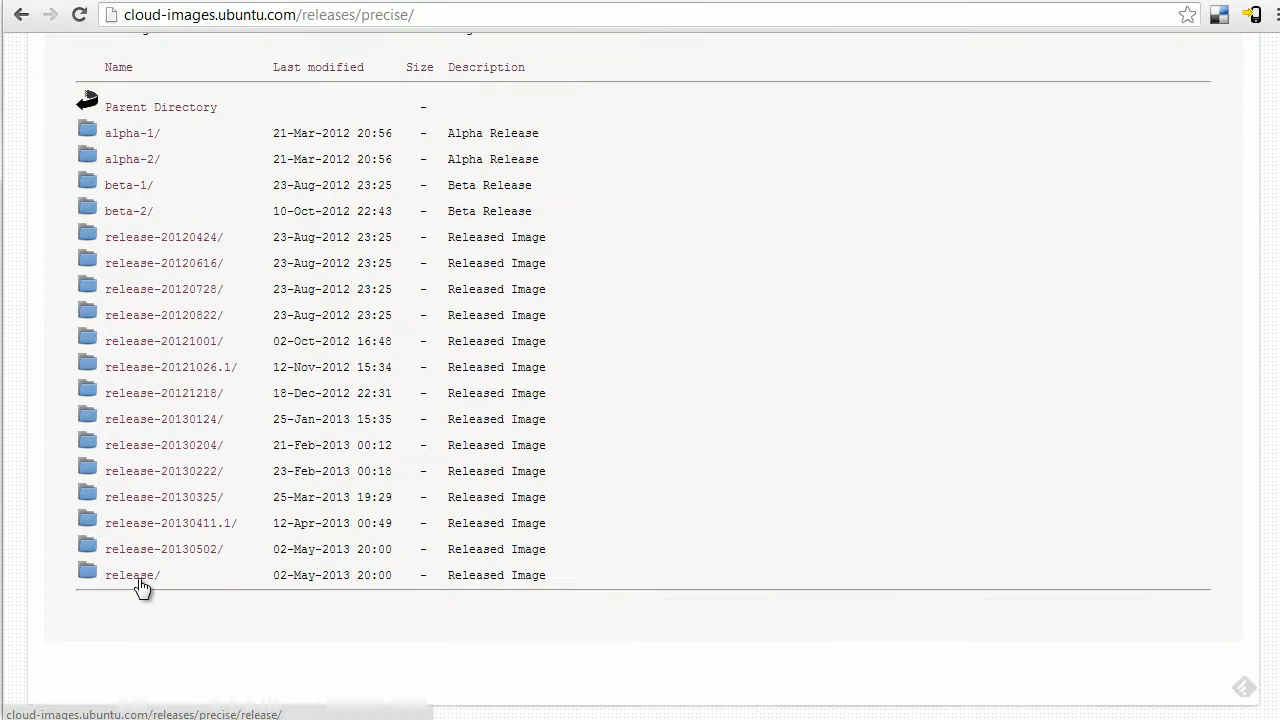 cloud-images.ubuntu.com/releases/precise/
Name Last modified Size Description
Parent Directory -
alpha-1/ 21-Mar-2012 20:56 - Alpha Release
alpha-2/ 21-Mar-2012 20:56 - Alpha Release
beta-1/ 23-Aug-2012 23:25 - Beta Release
beta-2/ 10-Oct-2012 22:43 - Beta Release
release-20120424/ 23-Aug-2012 23:25 - Released Image
release-20120616/ 23-Aug-2012 23:25 - Released Image
release-20120728/ 23-Aug-2012 23:25 - Released Image
release-20120822/ 23-Aug-2012 23:25 - Released Image
release-20121001/ 02-Oct-2012 16:48 - Released Image
release-20121026.1/ 12-Nov-2012 15:34 - Released Image
release-20121218/ 18-Dec-2012 22:31 - Released Image
release-20130124/ 25-Jan-2013 15:35 - Released Image
release-20130204/ 21-Feb-2013 00:12 - Released Image
release-20130222/ 23-Feb-2013 00:18 - Released Image
release-20130325/ 25-Mar-2013 19:29 - Released Image
release-20130411.1/ 12-Apr-2013 00:49 - Released Image
release-20130502/ 02-May-2013 20:00 - Released Image
release/ 02-May-2013 20:00 - Released Image
cloud-images.ubuntu.com/releases/precise/release/